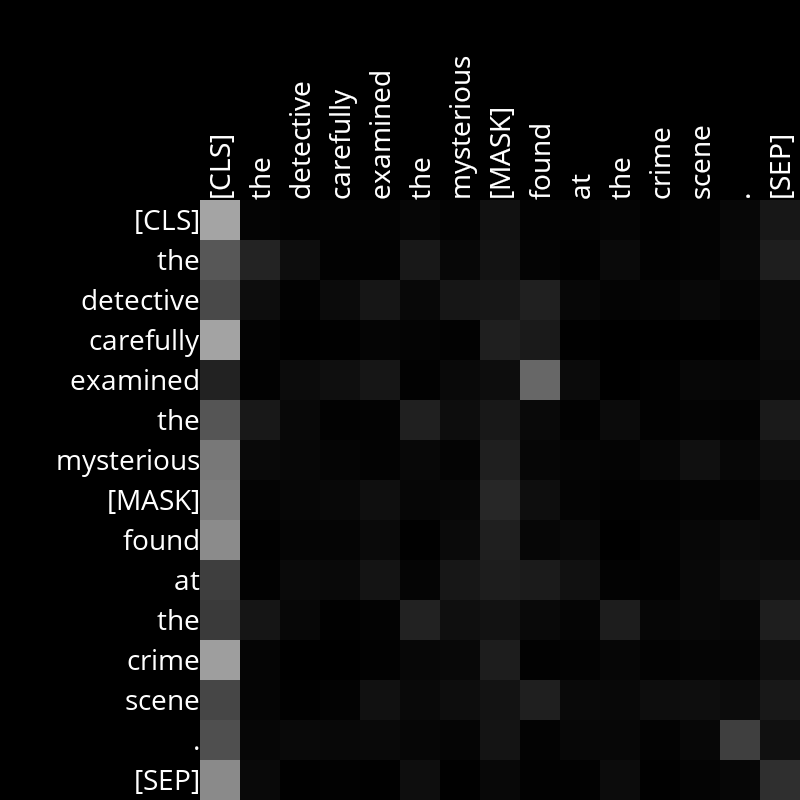 [CLS] the detective carefully examined the mysterious [MASK] found at the crime scene . [SEP]
[CLS]
the
detective
carefully
examined
the
mysterious
[MASK]
found
at
the
crime
scene
.
[SEP]